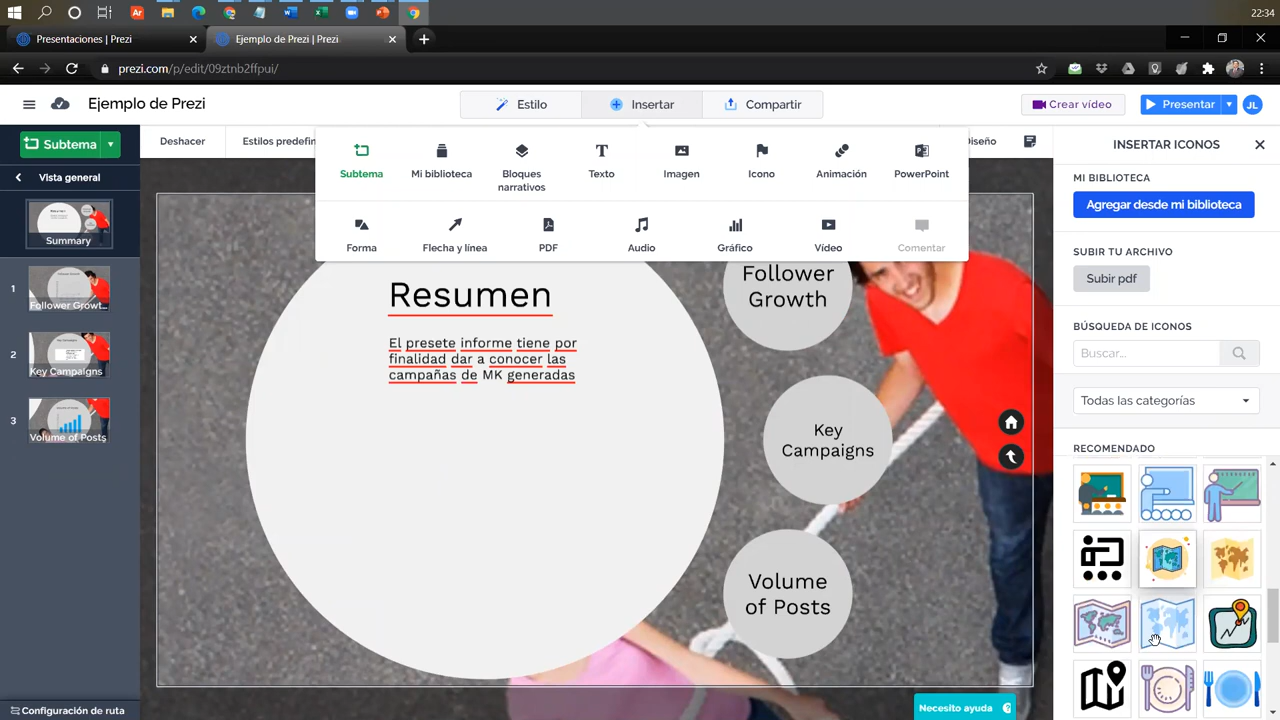 22:34
Presentaciones | Prezi
Ejemplo de Prezi | Prezi
prezi.com/p/edit/09ztnb2ffpui/
Ejemplo de Prezi
Estilo
Insertar
Compartir
Crear vídeo
Presentar
JL
Subtema
Deshacer
Estilos predefin
Diseño
INSERTAR ICONOS
Vista general
Subtema
Mi biblioteca
Bloques
narrativos
Texto
Imagen
Icono
Animación
PowerPoint
Forma
Flecha y línea
PDF
Audio
Gráfico
Vídeo
Comentar
MI BIBLIOTECA
Agregar desde mi biblioteca
SUBIR TU ARCHIVO
Subir pdf
BÚSQUEDA DE ICONOS
Buscar...
Todas las categorías
RECOMENDADO
Summary
1
Follower Growt...
2
Key Campaigns
3
Volume of Posts
Resumen
El presete informe tiene por
finalidad dar a conocer las
campañas de MK generadas
Follower
Growth
Key
Campaigns
Volume
of Posts
Necesito ayuda
Configuración de ruta